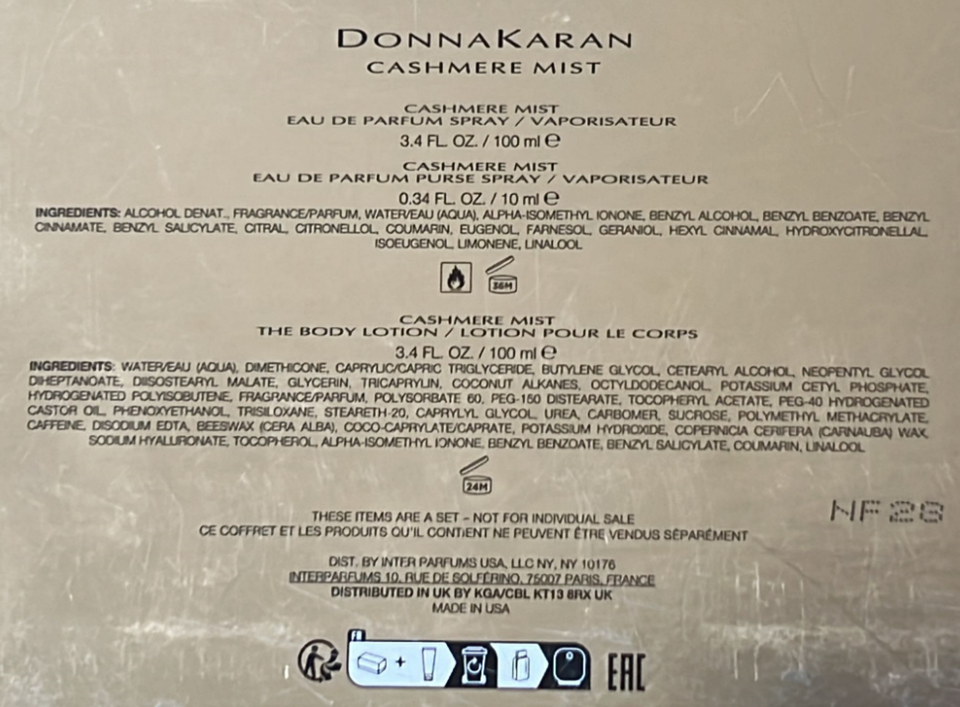 DONNAKARAN
CASHMERE MIST
CASHMERE MIST
EAU DE PARFUM SPRAY / VAPORISATEUR
3.4 FL. OZ. / 100 ml ℮
CASHMERE MIST
EAU DE PARFUM PURSE SPRAY / VAPORISATEUR
0.34 FL. OZ. / 10 ml ℮
INGREDIENTS: ALCOHOL DENAT., FRAGRANCE/PARFUM, WATER/EAU (AQUA), ALPHA-ISOMETHYL IONONE, BENZYL ALCOHOL, BENZYL BENZOATE, BENZYL
CINNAMATE, BENZYL SALICYLATE, CITRAL, CITRONELLOL, COUMARIN, EUGENOL, FARNESOL, GERANIOL, HEXYL CINNAMAL, HYDROXYCITRONELLAL,
ISOEUGENOL, LIMONENE, LINALOOL
36M
CASHMERE MIST
THE BODY LOTION / LOTION POUR LE CORPS
3.4 FL. OZ. / 100 ml ℮
INGREDIENTS: WATER/EAU (AQUA), DIMETHICONE, CAPRYLIC/CAPRIC TRIGLYCERIDE, BUTYLENE GLYCOL, CETEARYL ALCOHOL, NEOPENTYL GLYCOL
DIHEPTANOATE, DIISOSTEARYL MALATE, GLYCERIN, TRICAPRYLIN, COCONUT ALKANES, OCTYLDODECANOL, POTASSIUM CETYL PHOSPHATE,
HYDROGENATED POLYISOBUTENE, FRAGRANCE/PARFUM, POLYSORBATE 60, PEG-150 DISTEARATE, TOCOPHERYL ACETATE, PEG-40 HYDROGENATED
CASTOR OIL, PHENOXYETHANOL, TRISILOXANE, STEARETH-20, CAPRYLYL GLYCOL, UREA, CARBOMER, SUCROSE, POLYMETHYL METHACRYLATE,
CAFFEINE, DISODIUM EDTA, BEESWAX (CERA ALBA), COCO-CAPRYLATE/CAPRATE, POTASSIUM HYDROXIDE, COPERNICIA CERIFERA (CARNAUBA) WAX,
SODIUM HYALURONATE, TOCOPHEROL, ALPHA-ISOMETHYL IONONE, BENZYL BENZOATE, BENZYL SALICYLATE, COUMARIN, LINALOOL
24M
THESE ITEMS ARE A SET – NOT FOR INDIVIDUAL SALE
CE COFFRET ET LES PRODUITS QU'IL CONTIENT NE PEUVENT ÊTRE VENDUS SÉPARÉMENT
DIST. BY INTER PARFUMS USA, LLC NY, NY 10176
INTERPARFUMS 10, RUE DE SOLFÉRINO, 75007 PARIS, FRANCE
DISTRIBUTED IN UK BY KGA/CBL KT13 8RX UK
MADE IN USA
FR
+
EAC